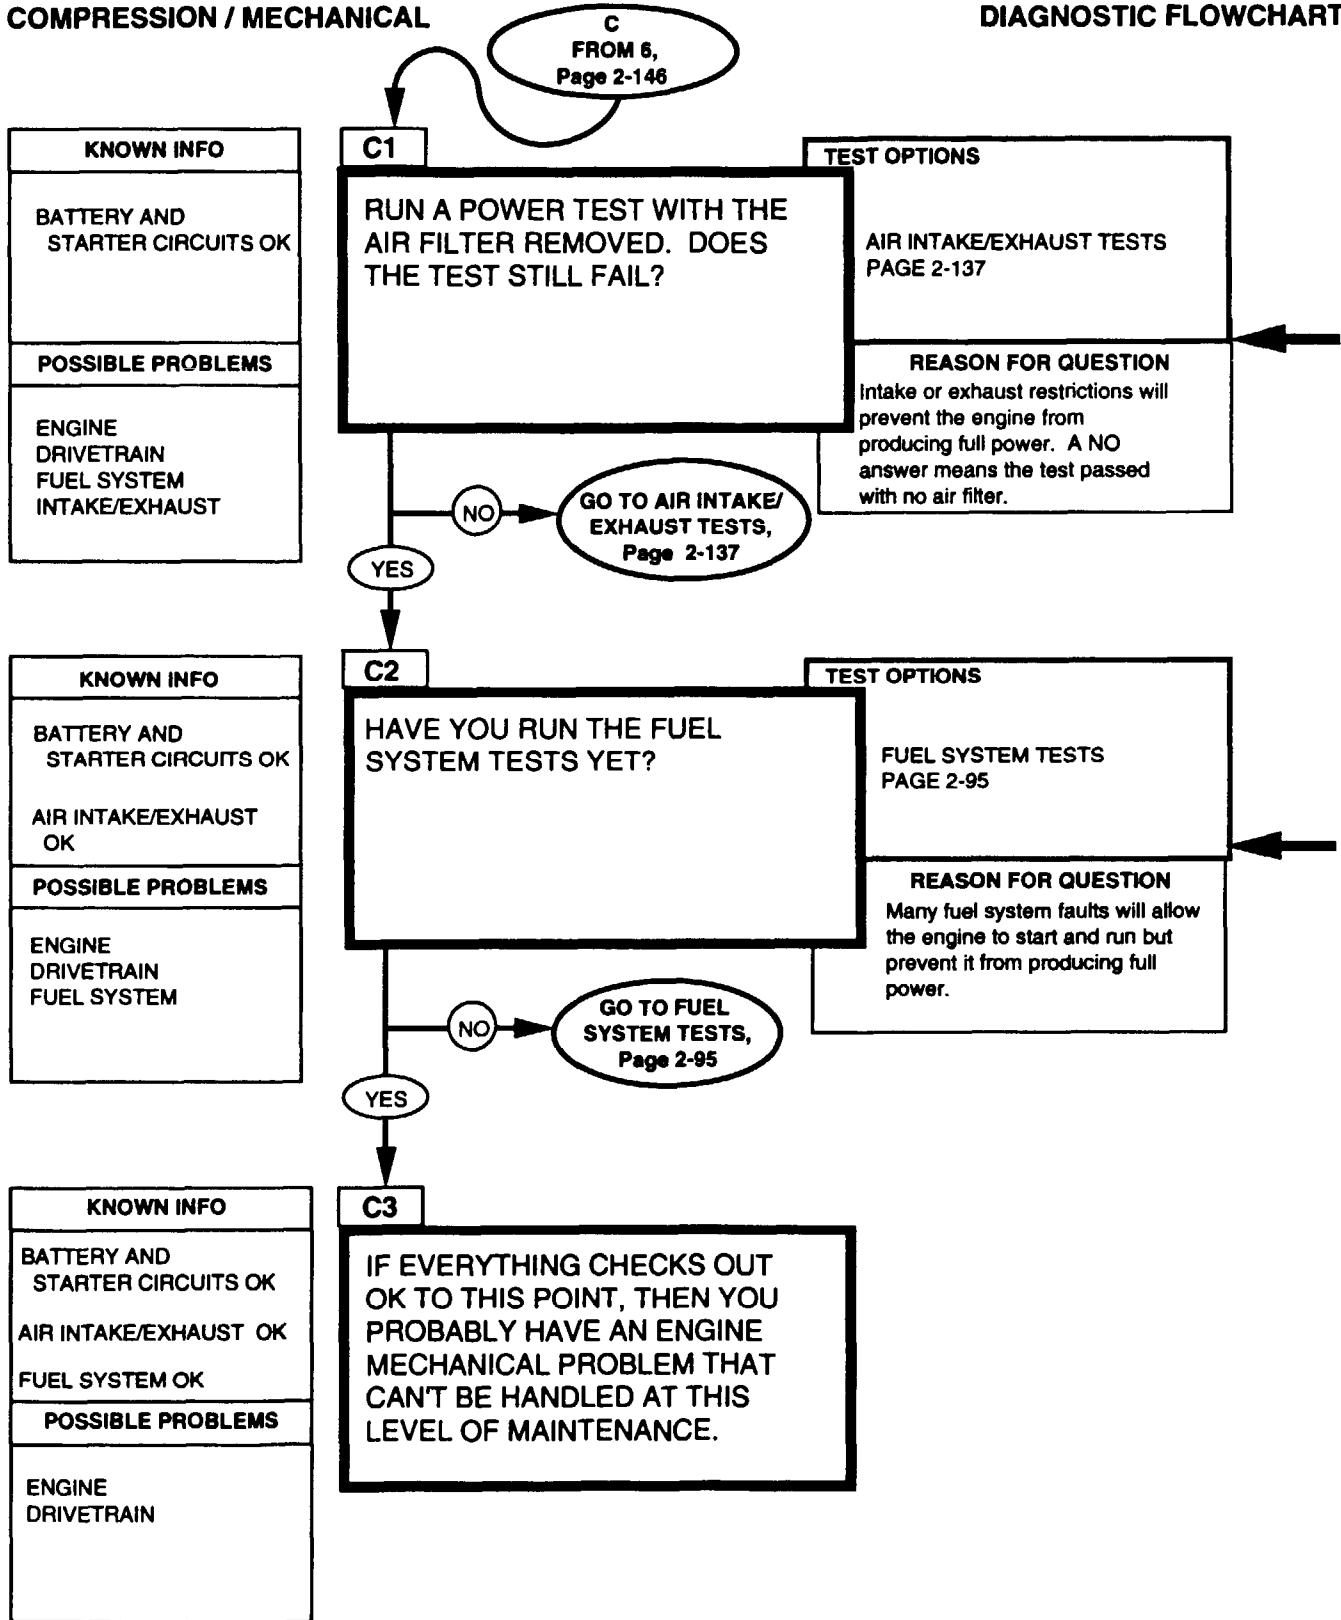 COMPRESSION / MECHANICAL
DIAGNOSTIC FLOWCHART
C
FROM 6,
Page 2-146
KNOWN INFO
BATTERY AND
STARTER CIRCUITS OK
POSSIBLE PROBLEMS
ENGINE
DRIVETRAIN
FUEL SYSTEM
INTAKE/EXHAUST
C1
RUN A POWER TEST WITH THE
AIR FILTER REMOVED. DOES
THE TEST STILL FAIL?
TEST OPTIONS
AIR INTAKE/EXHAUST TESTS
PAGE 2-137
REASON FOR QUESTION
Intake or exhaust restrictions will
prevent the engine from
producing full power. A NO
answer means the test passed
with no air filter.
NO
GO TO AIR INTAKE/
EXHAUST TESTS,
Page 2-137
YES
KNOWN INFO
BATTERY AND
STARTER CIRCUITS OK
AIR INTAKE/EXHAUST
OK
POSSIBLE PROBLEMS
ENGINE
DRIVETRAIN
FUEL SYSTEM
C2
HAVE YOU RUN THE FUEL
SYSTEM TESTS YET?
TEST OPTIONS
FUEL SYSTEM TESTS
PAGE 2-95
REASON FOR QUESTION
Many fuel system faults will allow
the engine to start and run but
prevent it from producing full
power.
NO
GO TO FUEL
SYSTEM TESTS,
Page 2-95
YES
KNOWN INFO
BATTERY AND
STARTER CIRCUITS OK
AIR INTAKE/EXHAUST OK
FUEL SYSTEM OK
POSSIBLE PROBLEMS
ENGINE
DRIVETRAIN
C3
IF EVERYTHING CHECKS OUT
OK TO THIS POINT, THEN YOU
PROBABLY HAVE AN ENGINE
MECHANICAL PROBLEM THAT
CAN'T BE HANDLED AT THIS
LEVEL OF MAINTENANCE.